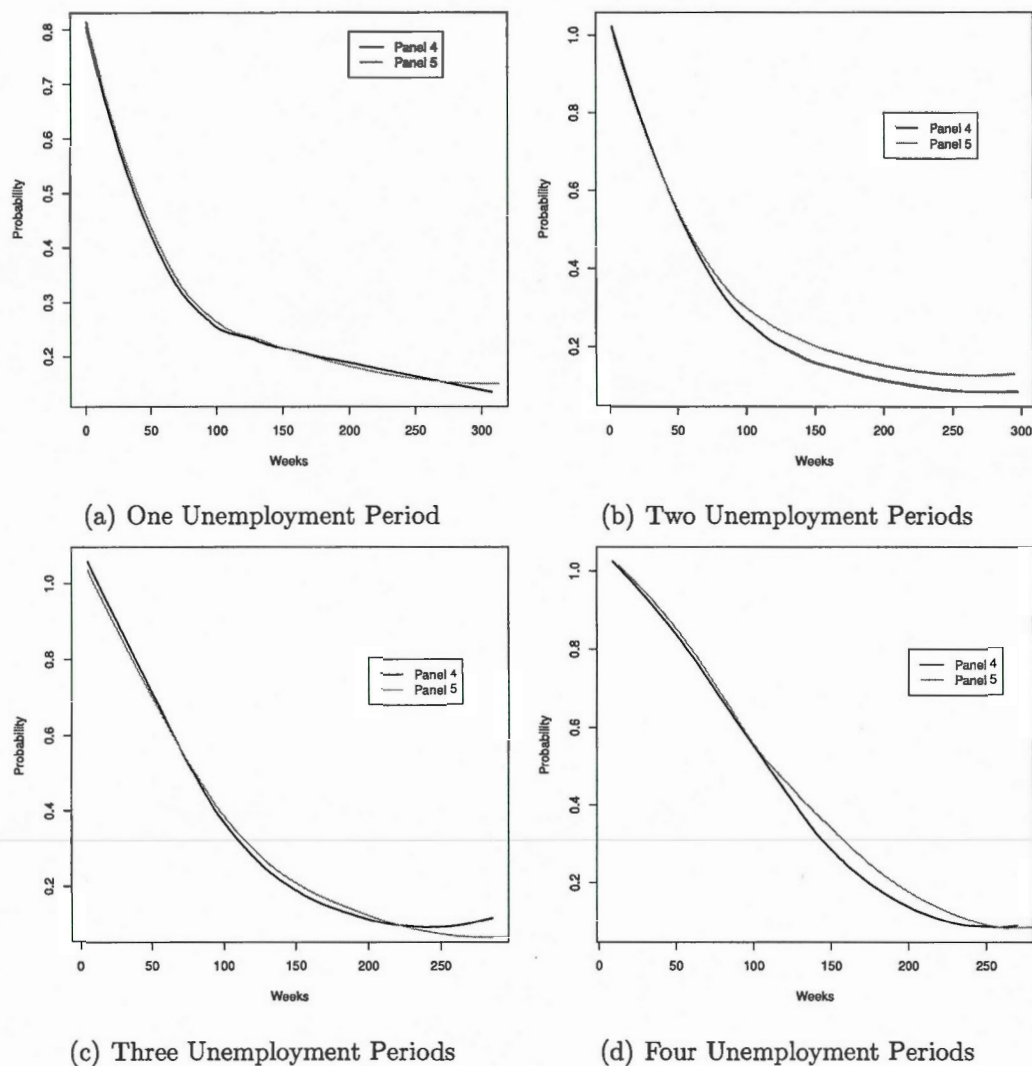 Panel 4
Panel 5
Probability
0.8
0.7
0.6
0.5
0.4
0.3
0.2
0 50 100 150 200 250 300
Weeks
(a) One Unemployment Period
Panel 4
Panel 5
Probability
1.0
0.8
0.6
0.4
0.2
0 50 100 150 200 250 300
Weeks
(b) Two Unemployment Periods
Panel 4
Panel 5
Probability
1.0
0.8
0.6
0.4
0.2
0 50 100 150 200 250
Weeks
(c) Three Unemployment Periods
Panel 4
Panel 5
Probability
1.0
0.8
0.6
0.4
0.2
0 50 100 150 200 250
Weeks
(d) Four Unemployment Periods